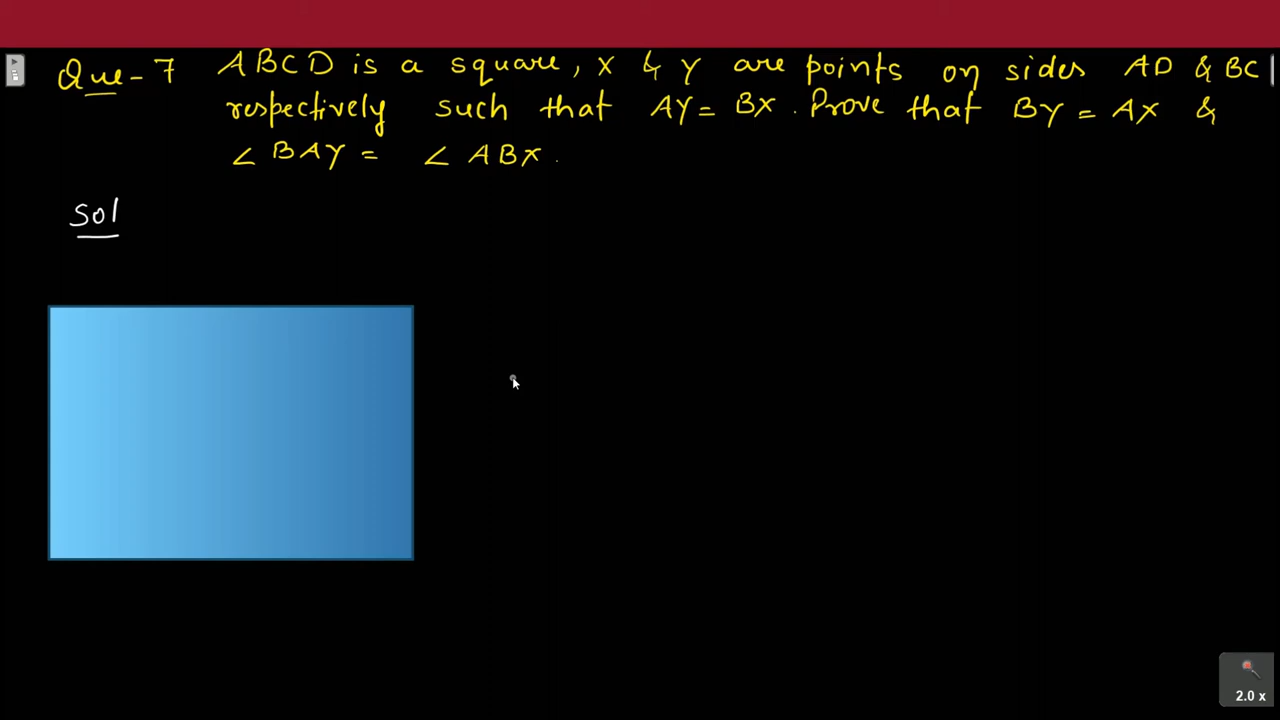 Que-7 ABCD is a square, X & Y are points on sides AD & BC
respectively such that AY = BX. Prove that BY = AX &
∠BAY = ∠ABX.
Sol
2.0 x